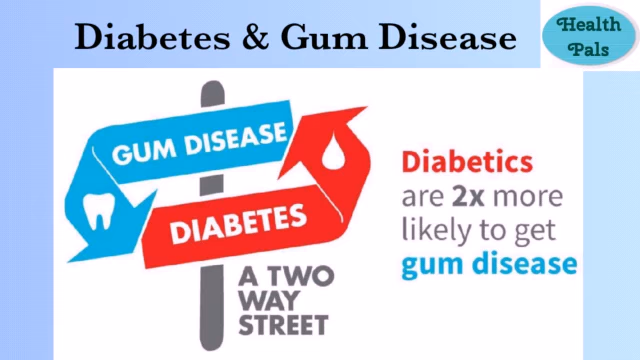 Diabetes & Gum Disease
Health
Pals
GUM DISEASE
DIABETES
A TWO
WAY
STREET
Diabetics
are 2x more
likely to get
gum disease